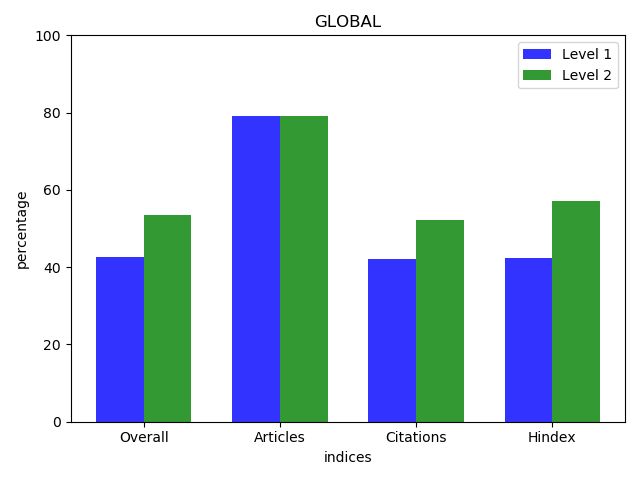 GLOBAL
100
80
60
40
20
0
percentage
Level 1
Level 2
Overall Articles Citations Hindex
indices